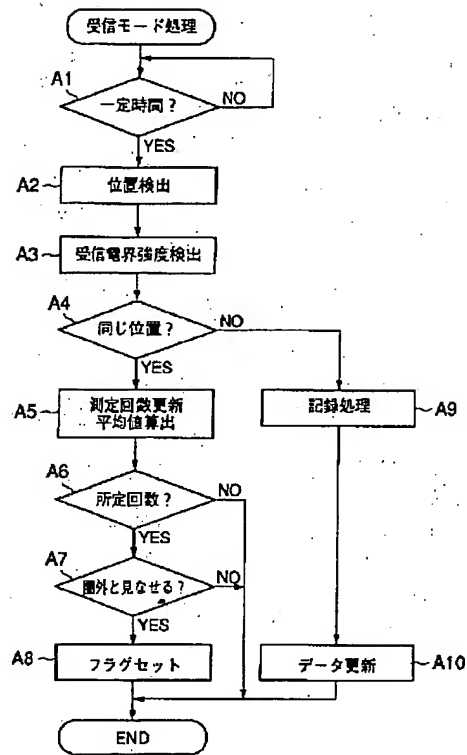 受信モード処理
A1
一定時間?
NO
YES
A2
位置検出
A3
受信電界強度検出
A4
同じ位置?
NO
YES
A5
測定回数更新
平均値算出
記録処理
A9
A6
所定回数?
NO
YES
A7
圏外と見なせる?
NO
YES
A8
フラグセット
データ更新
A10
END